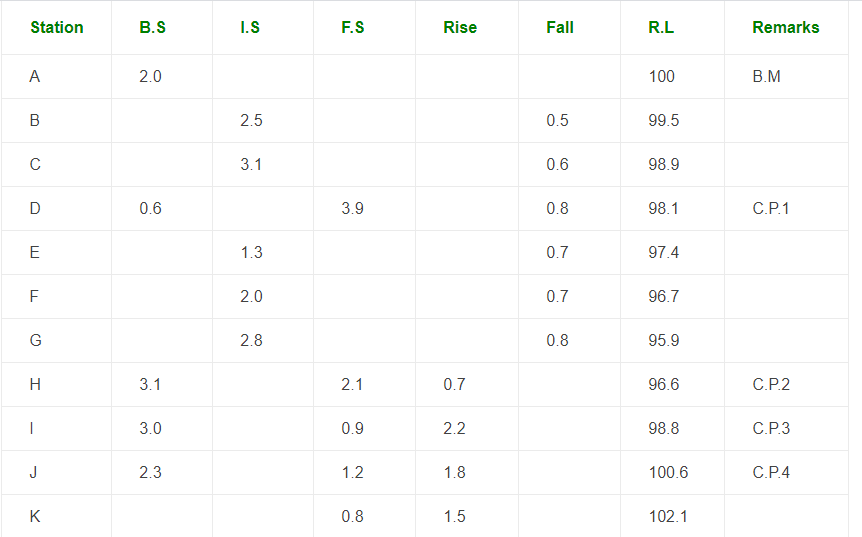 Station B.S I.S F.S Rise Fall R.L Remarks
A 2.0 100 B.M
B 2.5 0.5 99.5
C 3.1 0.6 98.9
D 0.6 3.9 0.8 98.1 C.P.1
E 1.3 0.7 97.4
F 2.0 0.7 96.7
G 2.8 0.8 95.9
H 3.1 2.1 0.7 96.6 C.P.2
I 3.0 0.9 2.2 98.8 C.P.3
J 2.3 1.2 1.8 100.6 C.P.4
K 0.8 1.5 102.1